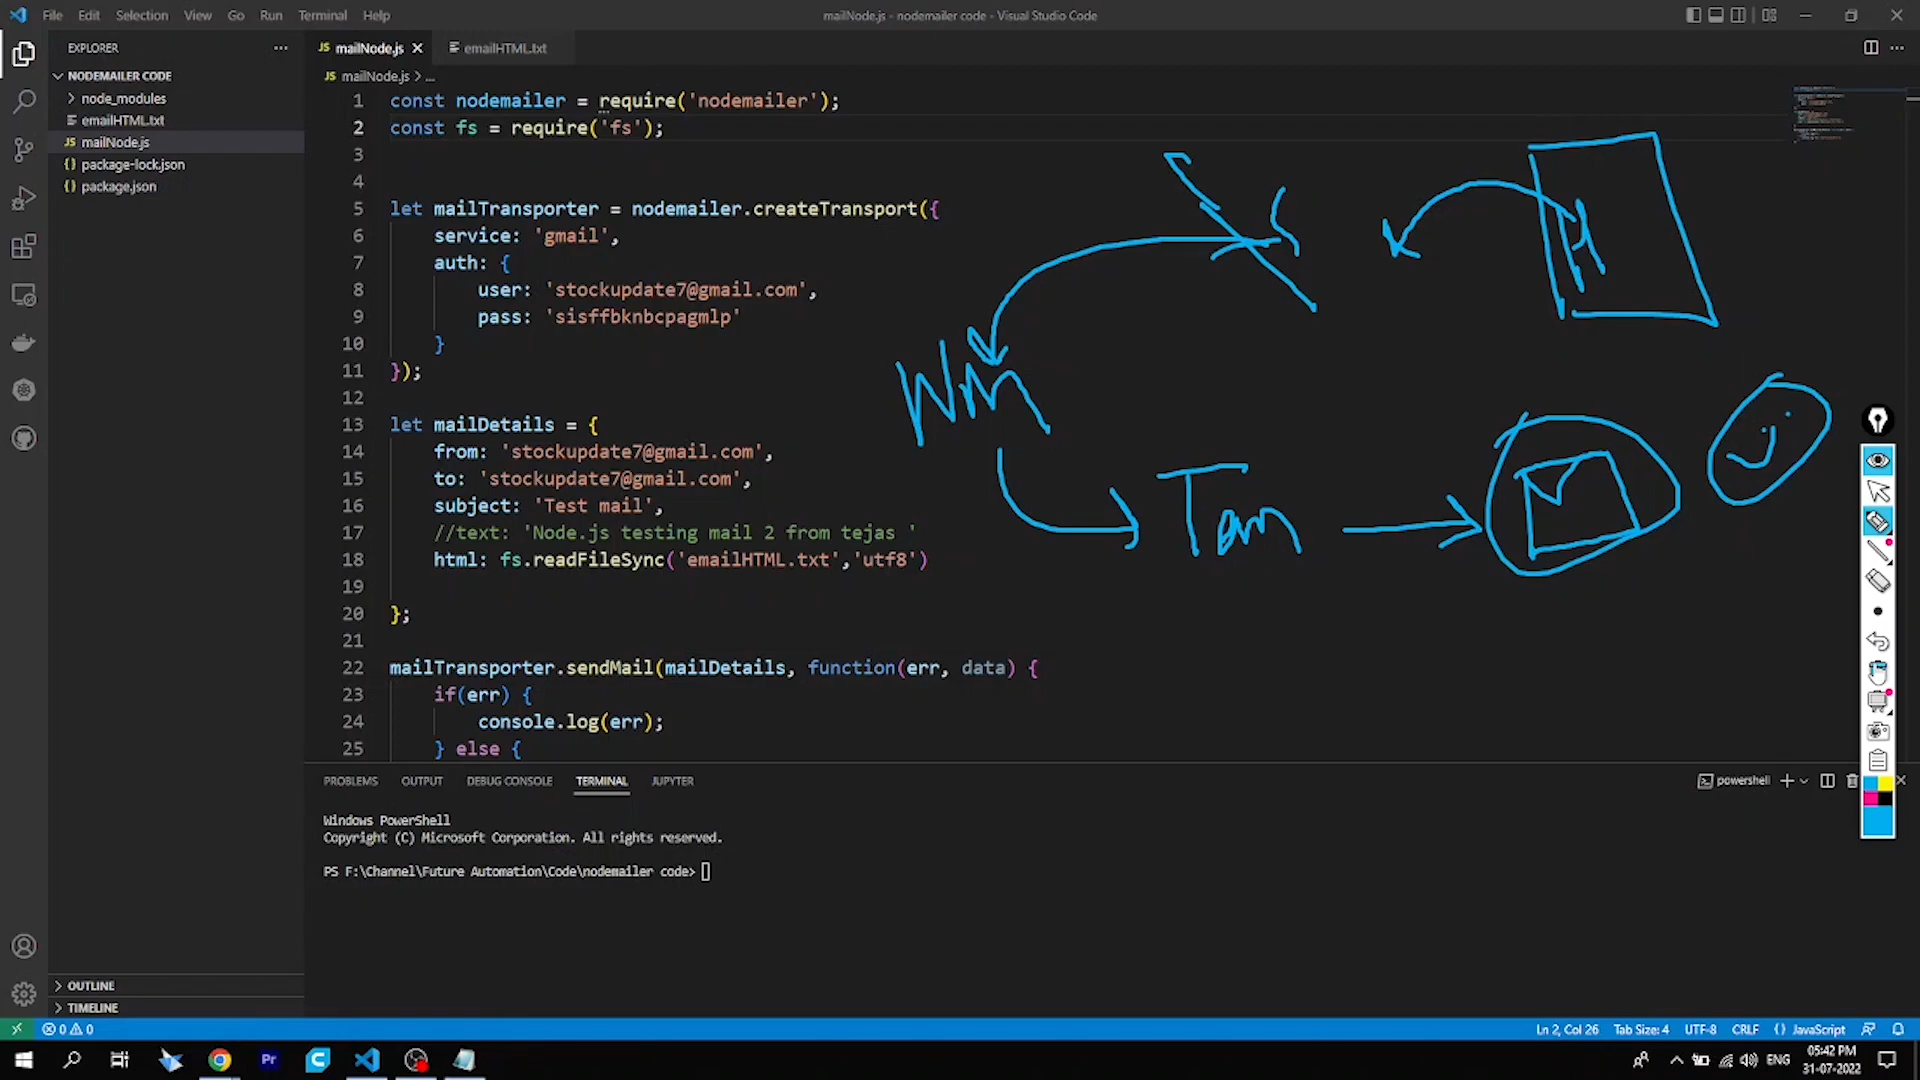 File Edit Selection View Go Run Terminal Help
mailNode.js - nodemailer code - Visual Studio Code
EXPLORER
NODEMAILER CODE
node_modules
emailHTML.txt
mailNode.js
package-lock.json
package.json
OUTLINE
TIMELINE
mailNode.js emailHTML.txt
mailNode.js > ...
1 const nodemailer = require('nodemailer');
2 const fs = require('fs');
3
4
5 let mailTransporter = nodemailer.createTransport({
6 service: 'gmail',
7 auth: {
8 user: 'stockupdate7@gmail.com',
9 pass: 'sisffbknbcpagmlp'
10 }
11 });
12
13 let mailDetails = {
14 from: 'stockupdate7@gmail.com',
15 to: 'stockupdate7@gmail.com',
16 subject: 'Test mail',
17 //text: 'Node.js testing mail 2 from tejas '
18 html: fs.readFileSync('emailHTML.txt','utf8')
19
20 };
21
22 mailTransporter.sendMail(mailDetails, function(err, data) {
23 if(err) {
24 console.log(err);
25 } else {
PROBLEMS OUTPUT DEBUG CONSOLE TERMINAL JUPYTER
powershell
Windows PowerShell
Copyright (C) Microsoft Corporation. All rights reserved.
PS F:\Channel\Future Automation\Code\nodemailer code>
0 0
Ln 2, Col 26 Tab Size: 4 UTF-8 CRLF {} JavaScript
Pr
ENG
05:42 PM
31-07-2022